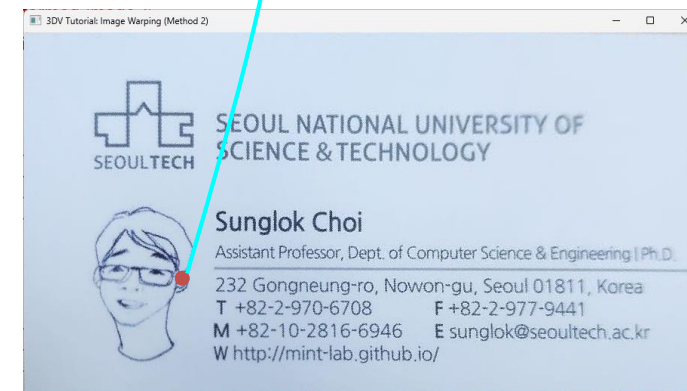 3DV Tutorial: Image Warping (Method 2)
SEOULTECH
SEOUL NATIONAL UNIVERSITY OF
SCIENCE & TECHNOLOGY
Sunglok Choi
Assistant Professor, Dept. of Computer Science & Engineering | Ph.D.
232 Gongneung-ro, Nowon-gu, Seoul 01811, Korea
T +82-2-970-6708 F +82-2-977-9441
M +82-10-2816-6946 E sunglok@seoultech.ac.kr
W http://mint-lab.github.io/